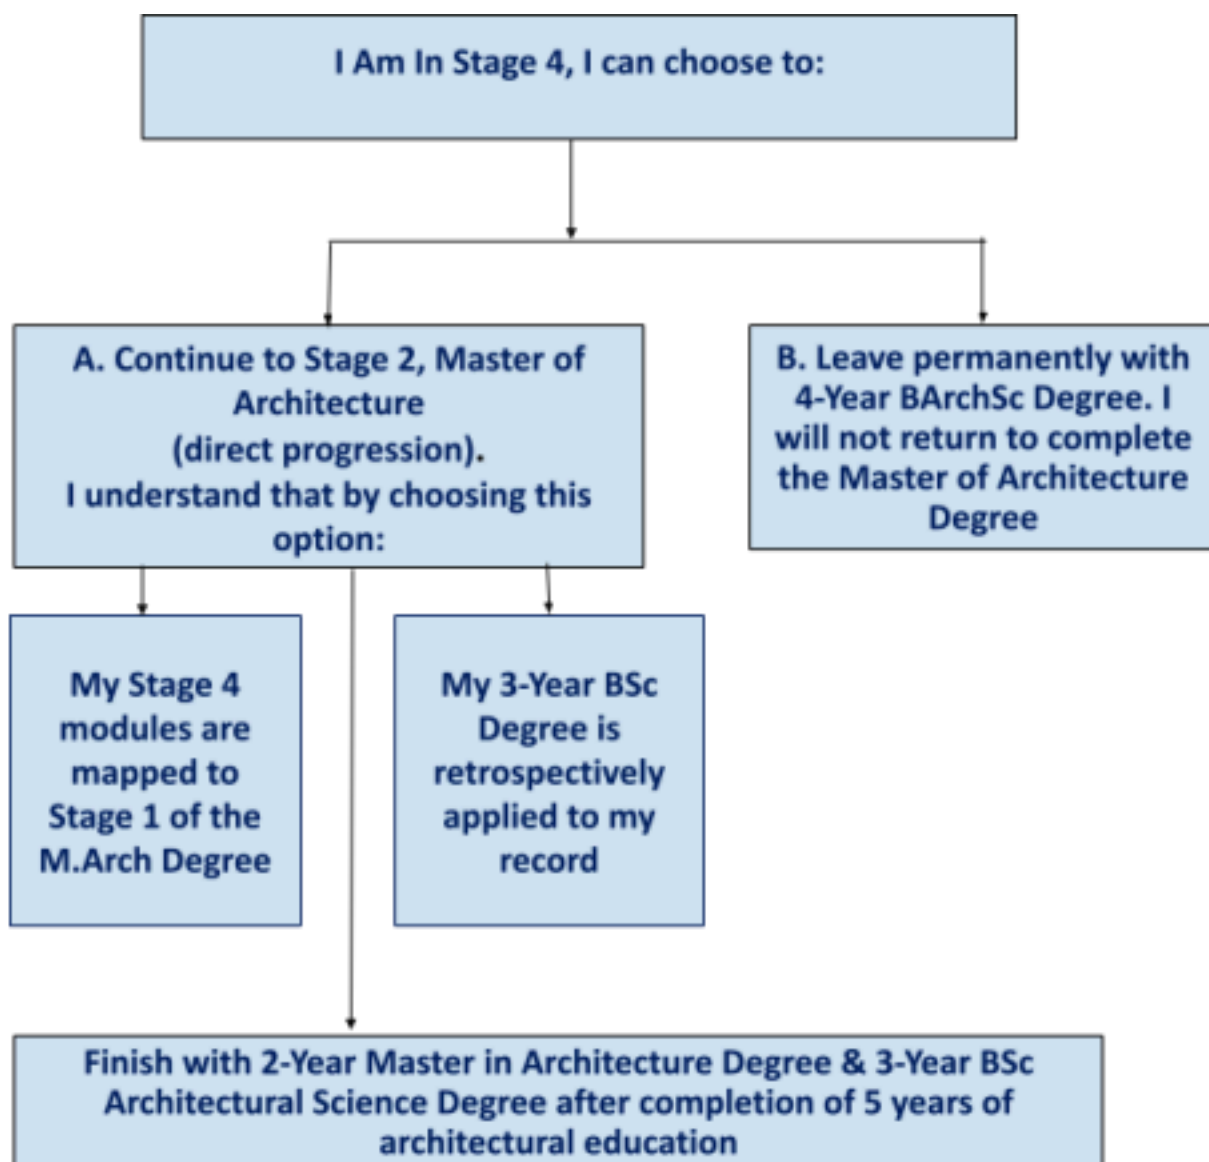 I Am In Stage 4, I can choose to:
A. Continue to Stage 2, Master of
Architecture
(direct progression).
I understand that by choosing this
option:
B. Leave permanently with
4-Year BArchSc Degree. I
will not return to complete
the Master of Architecture
Degree
My Stage 4
modules are
mapped to
Stage 1 of the
M.Arch Degree
My 3-Year BSc
Degree is
retrospectively
applied to my
record
Finish with 2-Year Master in Architecture Degree & 3-Year BSc
Architectural Science Degree after completion of 5 years of
architectural education